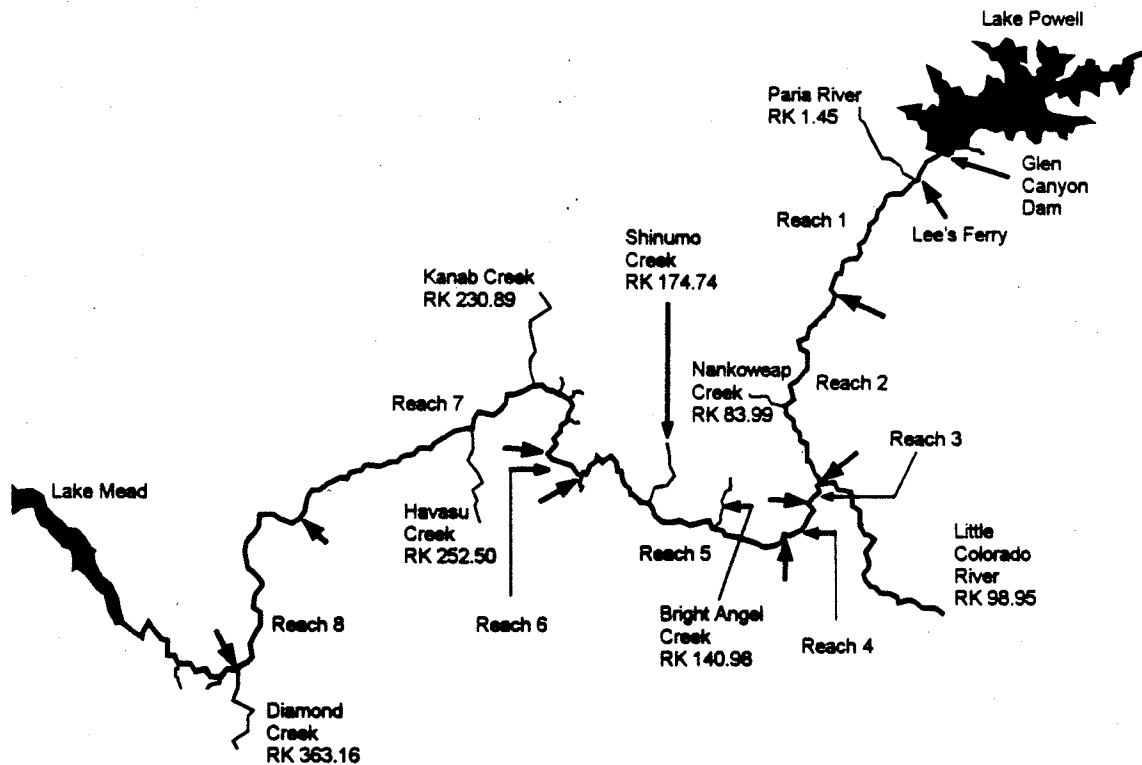 Lake Powell
Paria River
RK 1.45
Glen
Canyon
Dam
Reach 1
Lee's Ferry
Shinumo
Creek
RK 174.74
Kanab Creek
RK 230.89
Nankoweap
Creek
RK 83.99
Reach 2
Reach 7
Reach 3
Lake Mead
Havasu
Creek
RK 252.50
Reach 5
Little
Colorado
River
RK 98.95
Reach 8
Reach 6
Bright Angel
Creek
RK 140.98
Reach 4
Diamond
Creek
RK 363.16